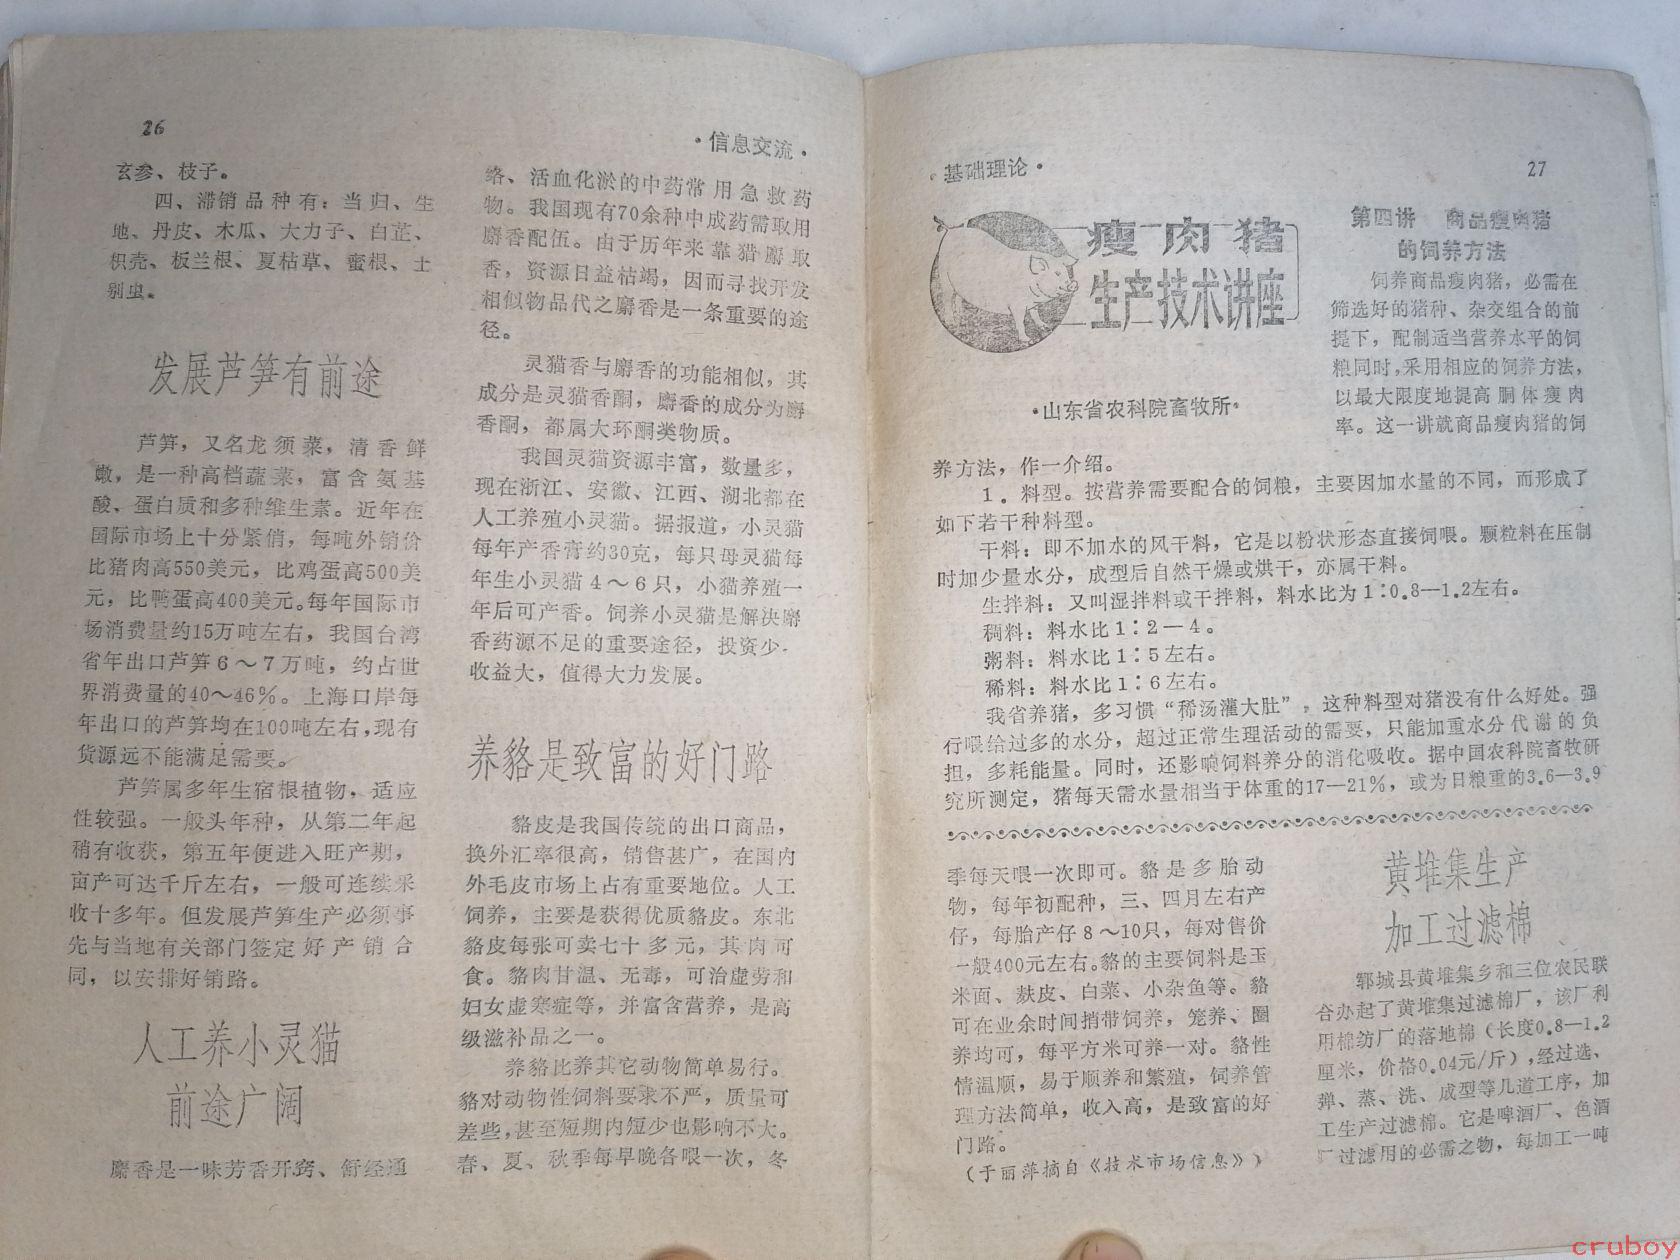 26
·信息交流·
玄参、枝子。
四、滞销品种有：当归、生
地、丹皮、木瓜、大力子、白芷、
枳壳、板兰根、夏枯草、蜜根、土
别虫。
发展芦笋有前途
芦笋，又名龙须菜，清香鲜
嫩，是一种高档蔬菜，富含氨基
酸、蛋白质和多种维生素。近年在
国际市场上十分紧俏，每吨外销价
比猪肉高550美元，比鸡蛋高500美
元，比鸭蛋高400美元。每年国际市
场消费量约15万吨左右，我国台湾
省年出口芦笋6～7万吨，约占世
界消费量的40～46％。上海口岸每
年出口的芦笋均在100吨左右，现有
货源远不能满足需要。
芦笋属多年生宿根植物，适应
性较强。一般头年种，从第二年起
稍有收获，第五年便进入旺产期，
亩产可达千斤左右，一般可连续采
收十多年。但发展芦笋生产必须事
先与当地有关部门签定好产销合
同，以安排好销路。
人工养小灵猫
前途广阔
麝香是一味芳香开窍、舒经通
络、活血化淤的中药常用急救药
物。我国现有70余种中成药需取用
麝香配伍。由于历年来靠猎麝取
香，资源日益枯竭，因而寻找开发
相似物品代之麝香是一条重要的途
径。
灵猫香与麝香的功能相似，其
成分是灵猫香酮，麝香的成分为麝
香酮，都属大环酮类物质。
我国灵猫资源丰富，数量多，
现在浙江、安徽、江西、湖北都在
人工养殖小灵猫。据报道，小灵猫
每年产香膏约30克，每只母灵猫每
年生小灵猫4～6只，小猫养殖一
年后可产香。饲养小灵猫是解决麝
香药源不足的重要途径，投资少，
收益大，值得大力发展。
养貉是致富的好门路
貉皮是我国传统的出口商品，
换外汇率很高，销售甚广，在国内
外毛皮市场上占有重要地位。人工
饲养，主要是获得优质貉皮。东北
貉皮每张可卖七十多元，其肉可
食。貉肉甘温、无毒，可治虚劳和
妇女虚寒症等，并富含营养，是高
级滋补品之一。
养貉比养其它动物简单易行。
貉对动物性饲料要求不严，质量可
差些，甚至短期内短少也影响不大。
春、夏、秋季每早晚各喂一次，冬
·基础理论·
27
瘦肉猪
生产技术讲座
·山东省农科院畜牧所·
第四讲 商品瘦肉猪
的饲养方法
饲养商品瘦肉猪，必需在
筛选好的猪种、杂交组合的前
提下，配制适当营养水平的饲
粮同时，采用相应的饲养方法，
以最大限度地提高胴体瘦肉
率。这一讲就商品瘦肉猪的饲
养方法，作一介绍。
1．料型。按营养需要配合的饲粮，主要因加水量的不同，而形成了
如下若干种料型。
干料：即不加水的风干料，它是以粉状形态直接饲喂。颗粒料在压制
时加少量水分，成型后自然干燥或烘干，亦属干料。
生拌料：又叫湿拌料或干拌料，料水比为1∶0.8—1.2左右。
稠料：料水比1∶2－4。
粥料：料水比1∶5左右。
稀料：料水比1∶6左右。
我省养猪，多习惯“稀汤灌大肚”，这种料型对猪没有什么好处。强
行喂给过多的水分，超过正常生理活动的需要，只能加重水分代谢的负
担，多耗能量。同时，还影响饲料养分的消化吸收。据中国农科院畜牧研
究所测定，猪每天需水量相当于体重的17—21％，或为日粮重的3.6—3.9
季每天喂一次即可。貉是多胎动
物，每年初配种，三、四月左右产
仔，每胎产仔8～10只，每对售价
一般400元左右。貉的主要饲料是玉
米面、麸皮、白菜、小杂鱼等。貉
可在业余时间捎带饲养，笼养、圈
养均可，每平方米可养一对。貉性
情温顺，易于顺养和繁殖，饲养管
理方法简单，收入高，是致富的好
门路。
（于丽萍摘自《技术市场信息》）
黄堆集生产
加工过滤棉
郓城县黄堆集乡和三位农民联
合办起了黄堆集过滤棉厂，该厂利
用棉纺厂的落地棉（长度0.8—1.2
厘米，价格0.04元/斤），经过选、
弹、蒸、洗、成型等几道工序，加
工生产过滤棉。它是啤酒厂、色酒
厂过滤用的必需之物，每加工一吨
cruboy